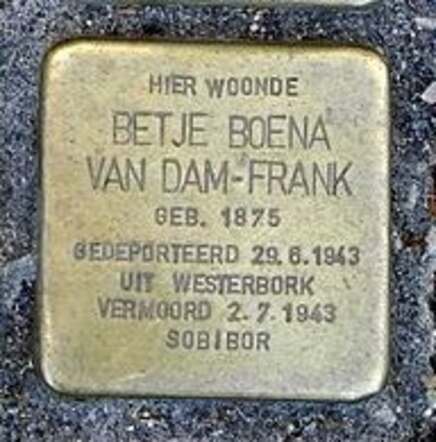 HIER WOONDE
BETJE BOENA
VAN DAM-FRANK
GEB. 1875
GEDEPORTEERD 29.6.1943
UIT WESTERBORK
VERMOORD 2.7.1943
SOBIBOR